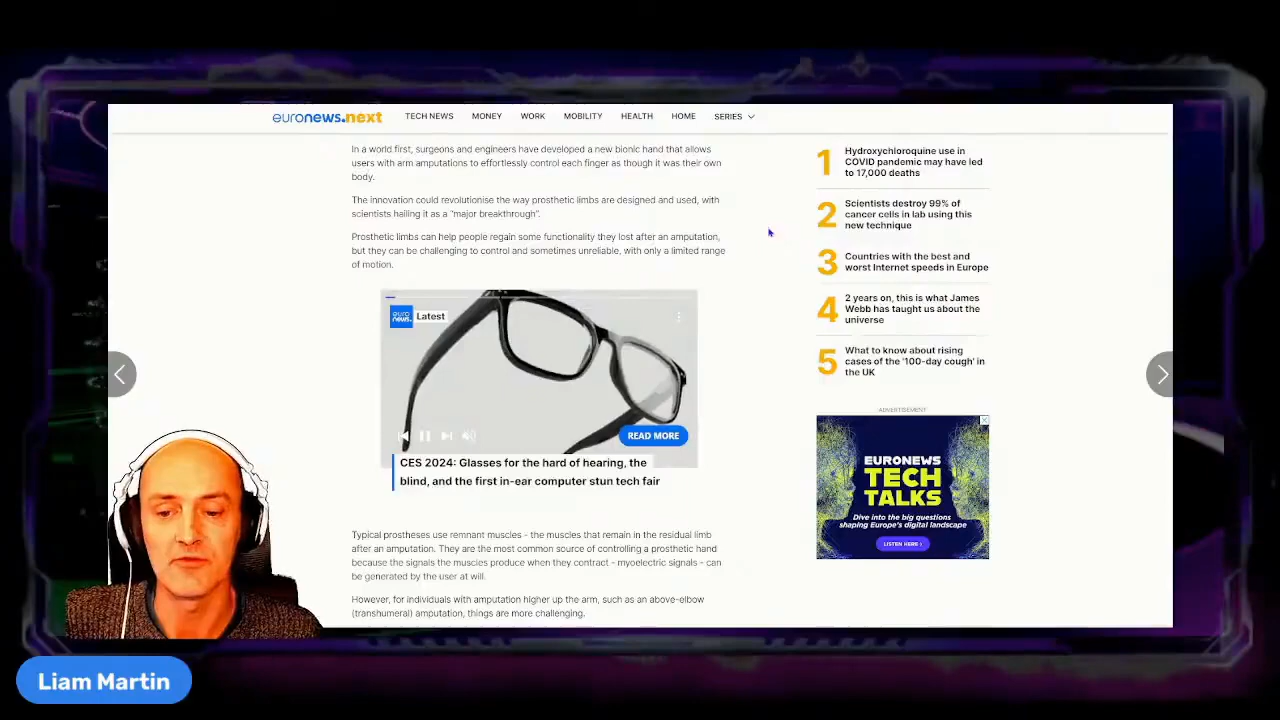 euronews.next
TECH NEWS MONEY WORK MOBILITY HEALTH HOME SERIES
In a world first, surgeons and engineers have developed a new bionic hand that allows
users with arm amputations to effortlessly control each finger as though it was their own
body.
The innovation could revolutionise the way prosthetic limbs are designed and used, with
scientists hailing it as a "major breakthrough".
Prosthetic limbs can help people regain some functionality they lost after an amputation,
but they can be challenging to control and sometimes unreliable, with only a limited range
of motion.
euro
news.
Latest
READ MORE
CES 2024: Glasses for the hard of hearing, the
blind, and the first in-ear computer stun tech fair
Typical prostheses use remnant muscles - the muscles that remain in the residual limb
after an amputation. They are the most common source of controlling a prosthetic hand
because the signals the muscles produce when they contract - myoelectric signals - can
be generated by the user at will.
However, for individuals with amputation higher up the arm, such as an above-elbow
(transhumeral) amputation, things are more challenging.
1 Hydroxychloroquine use in
COVID pandemic may have led
to 17,000 deaths
2 Scientists destroy 99% of
cancer cells in lab using this
new technique
3 Countries with the best and
worst Internet speeds in Europe
4 2 years on, this is what James
Webb has taught us about the
universe
5 What to know about rising
cases of the '100-day cough' in
the UK
ADVERTISEMENT
EURONEWS
TECH
TALKS
Dive into the big questions
shaping Europe's digital landscape
LISTEN HERE ›
Liam Martin